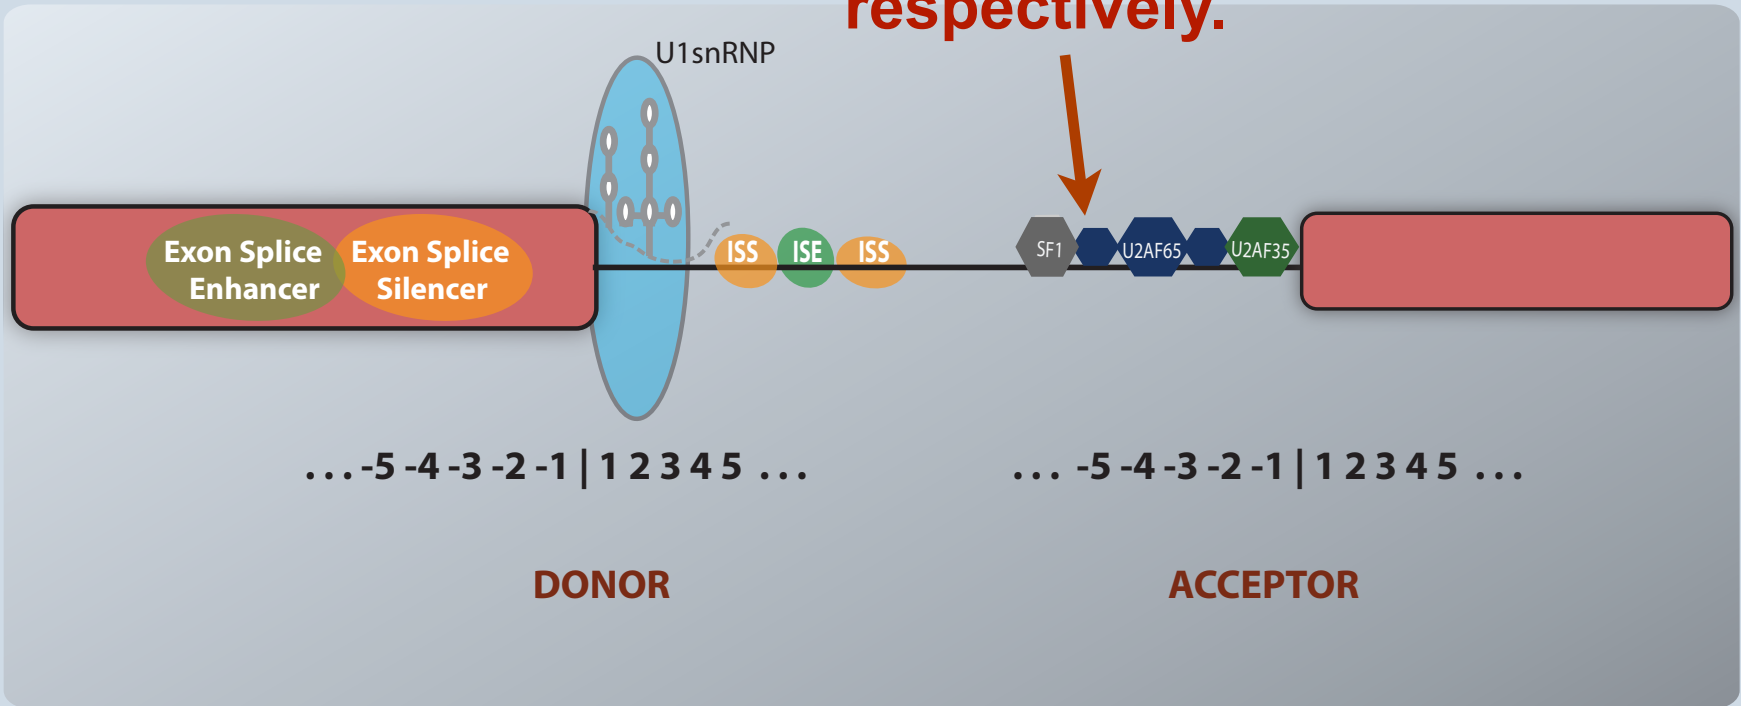 respectively.
U1snRNP
Exon Splice Enhancer
Exon Splice Silencer
ISS ISE ISS
SF1 U2AF65 U2AF35
. . . -5 -4 -3 -2 -1 | 1 2 3 4 5 . . .
. . . -5 -4 -3 -2 -1 | 1 2 3 4 5 . . .
DONOR
ACCEPTOR